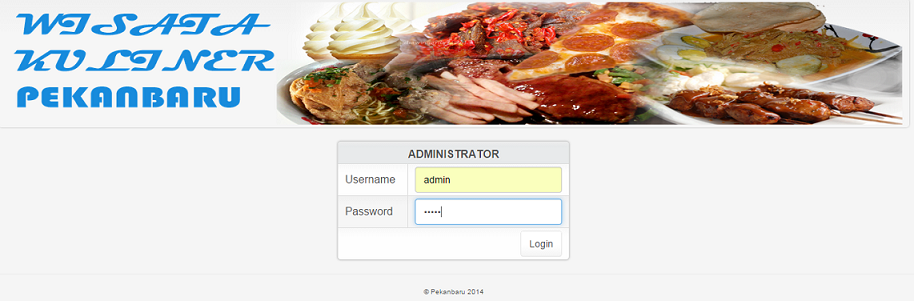 WISATA
KULINER
PEKANBARU
ADMINISTRATOR
Username admin
Password •••••
Login
© Pekanbaru 2014